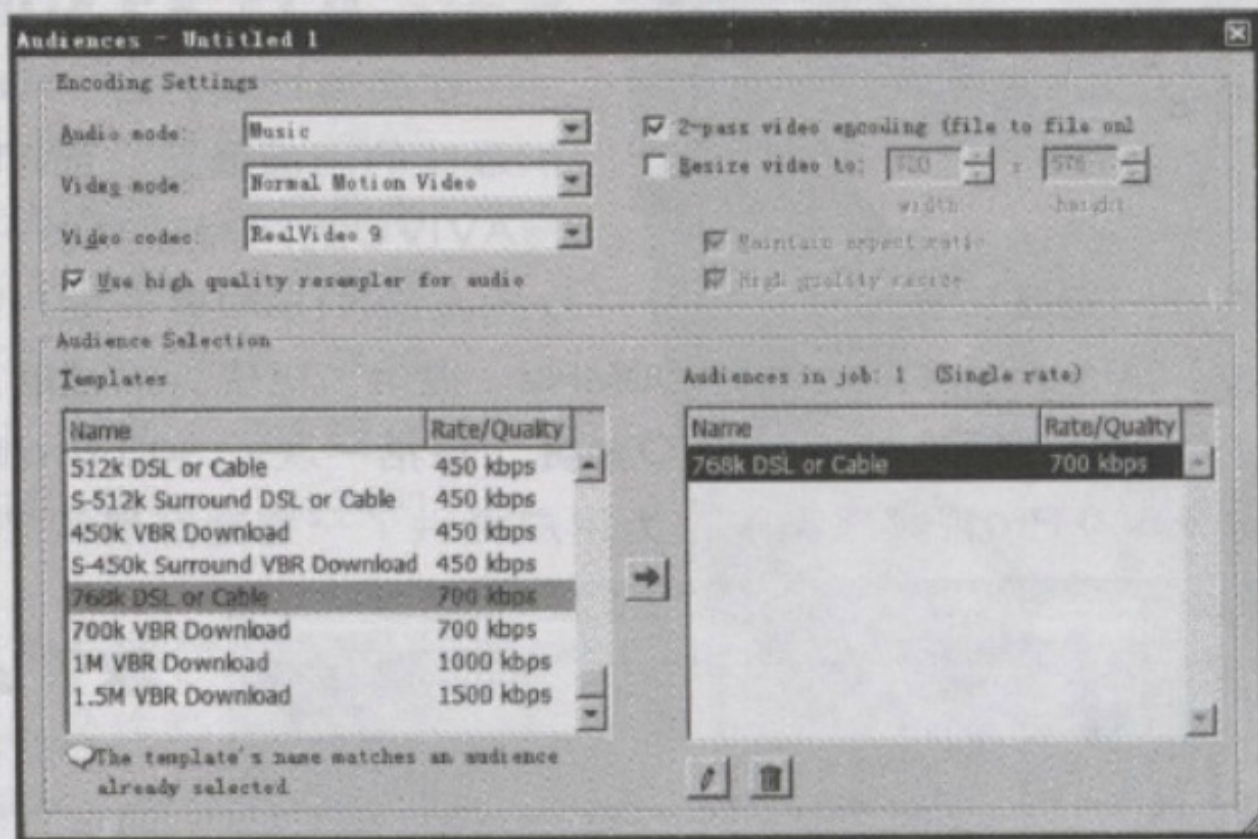 Audiences - Untitled 1
Encoding Settings
Audio mode: Music
Video mode: Normal Motion Video
Video codec: RealVideo 9
Use high quality resampler for audio
2-pass video encoding (file to file onl
Resize video to: 720 x 576
width height
Maintain aspect ratio
High quality resize
Audience Selection
Templates
Name Rate/Quality
512k DSL or Cable 450 kbps
S-512k Surround DSL or Cable 450 kbps
450k VBR Download 450 kbps
S-450k Surround VBR Download 450 kbps
768k DSL or Cable 700 kbps
700k VBR Download 700 kbps
1M VBR Download 1000 kbps
1.5M VBR Download 1500 kbps
The template's name matches an audience
already selected
Audiences in job: 1 (Single rate)
Name Rate/Quality
768k DSL or Cable 700 kbps